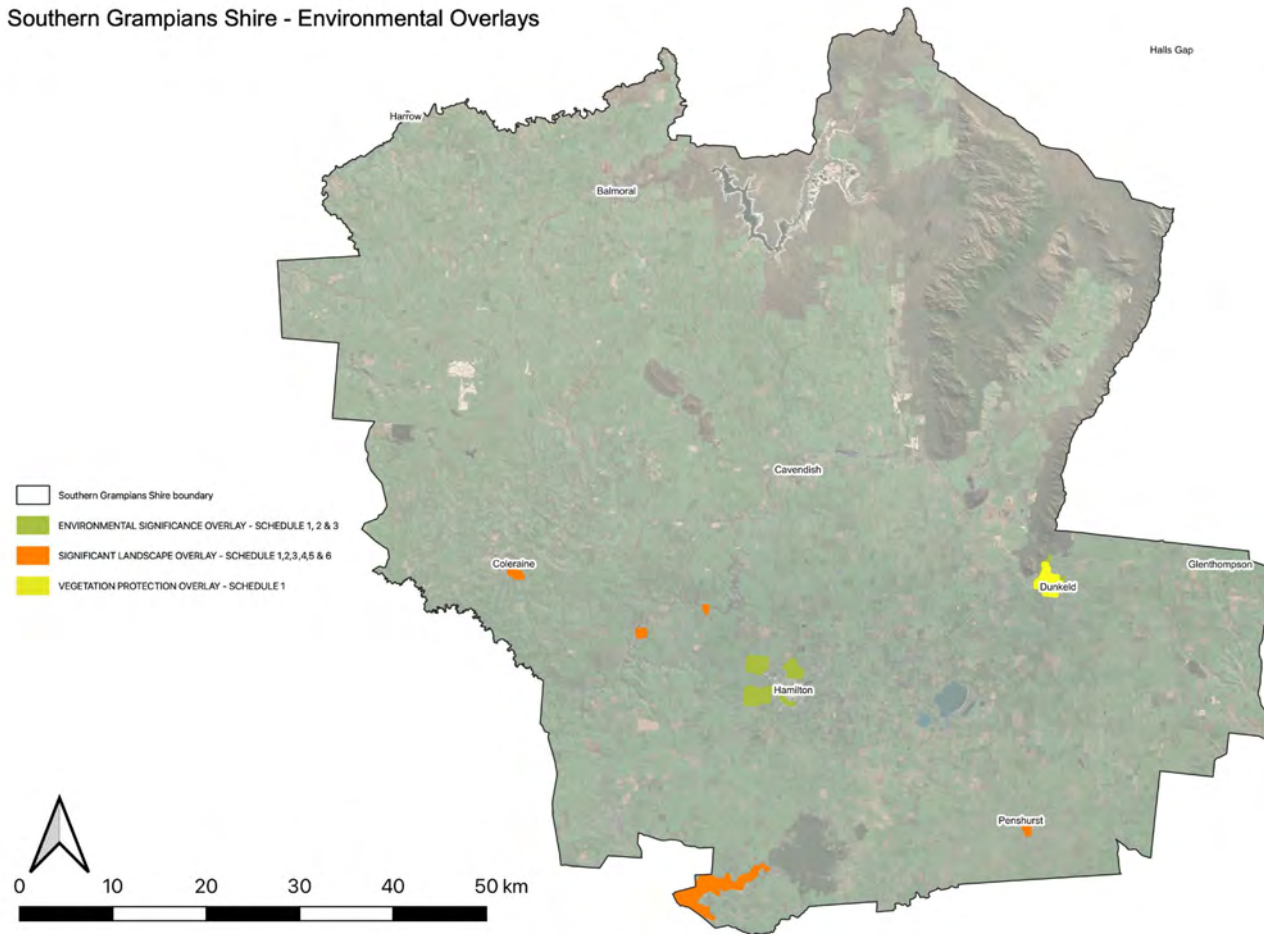 Southern Grampians Shire - Environmental Overlays
Halls Gap
Harrow
Balmoral
Cavendish
Southern Grampians Shire boundary
ENVIRONMENTAL SIGNIFICANCE OVERLAY - SCHEDULE 1, 2 & 3
SIGNIFICANT LANDSCAPE OVERLAY - SCHEDULE 1,2,3,4,5 & 6
VEGETATION PROTECTION OVERLAY - SCHEDULE 1
Coleraine
Glenthompson
Dunkeld
Hamilton
Penshurst
0 10 20 30 40 50 km